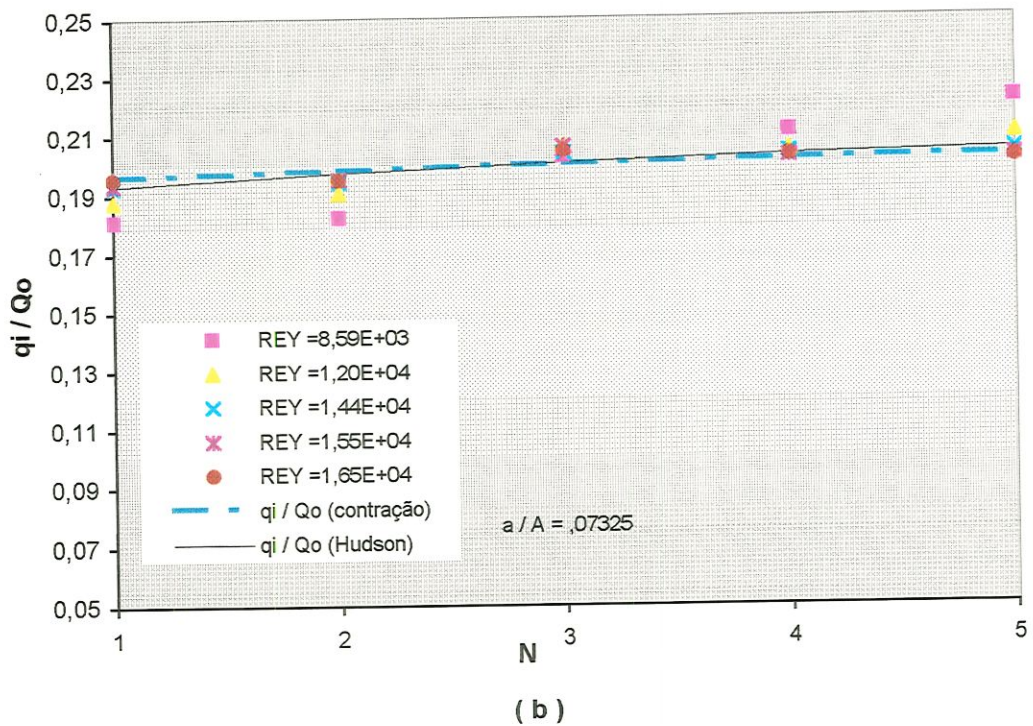 0,25
0,23
0,21
0,19
0,17
0,15
0,13
0,11
0,09
0,07
0,05
qi / Qo
REY =8,59E+03
REY =1,20E+04
REY =1,44E+04
REY =1,55E+04
REY =1,65E+04
qi / Qo (contração)
qi / Qo (Hudson)
a / A = ,07325
1 2 3 4 5
N
( b )